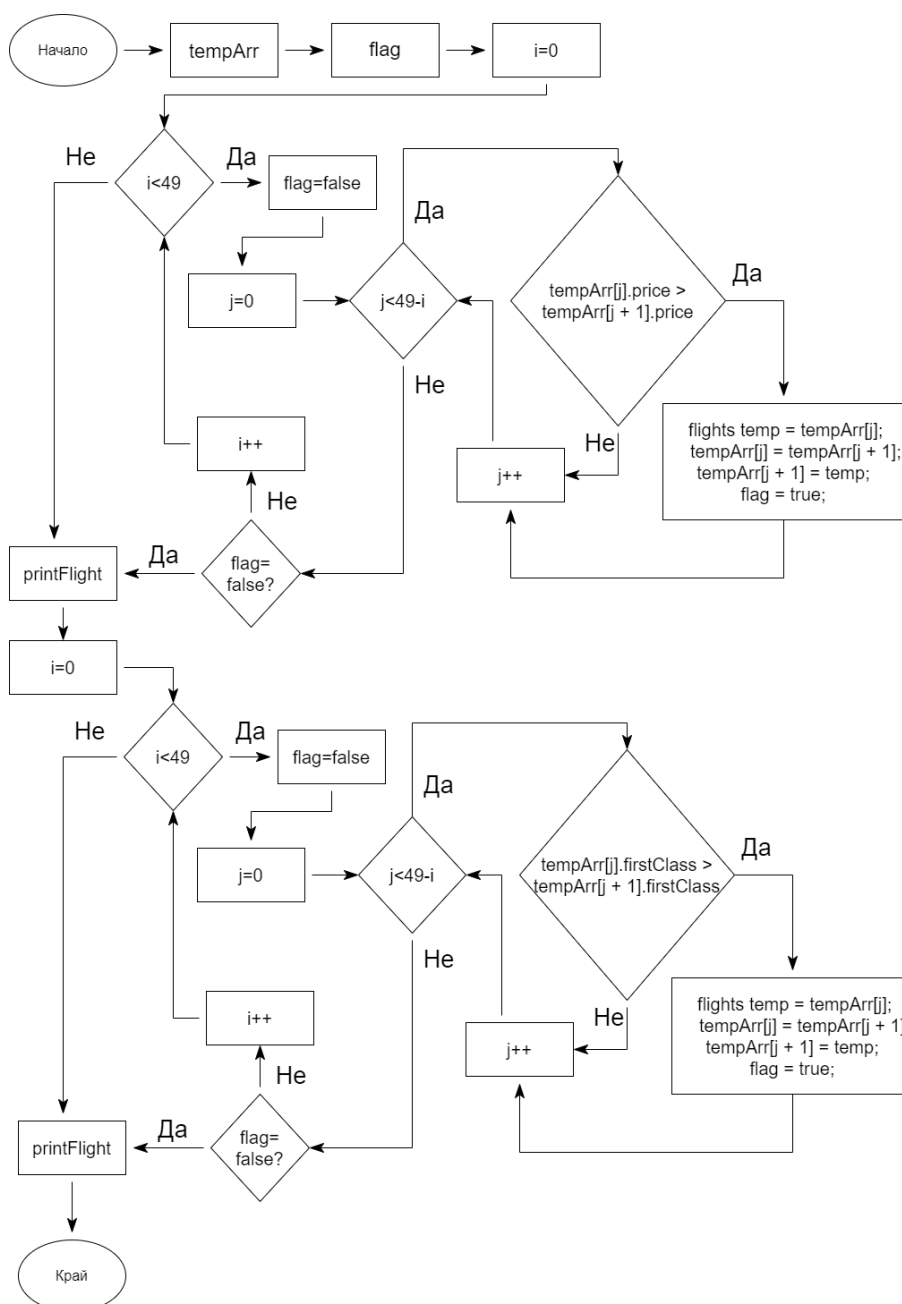 Начало
tempArr
flag
i=0
i<49
Не
Да
flag=false
j=0
j<49-i
Да
Не
tempArr[j].price >
tempArr[j + 1].price
Да
Не
flights temp = tempArr[j];
tempArr[j] = tempArr[j + 1];
tempArr[j + 1] = temp;
flag = true;
j++
i++
Не
flag=
false?
Да
printFlight
i=0
i<49
Не
Да
flag=false
j=0
j<49-i
Да
Не
tempArr[j].firstClass >
tempArr[j + 1].firstClass
Да
Не
flights temp = tempArr[j];
tempArr[j] = tempArr[j + 1]
tempArr[j + 1] = temp;
flag = true;
j++
i++
Не
flag=
false?
Да
printFlight
Край